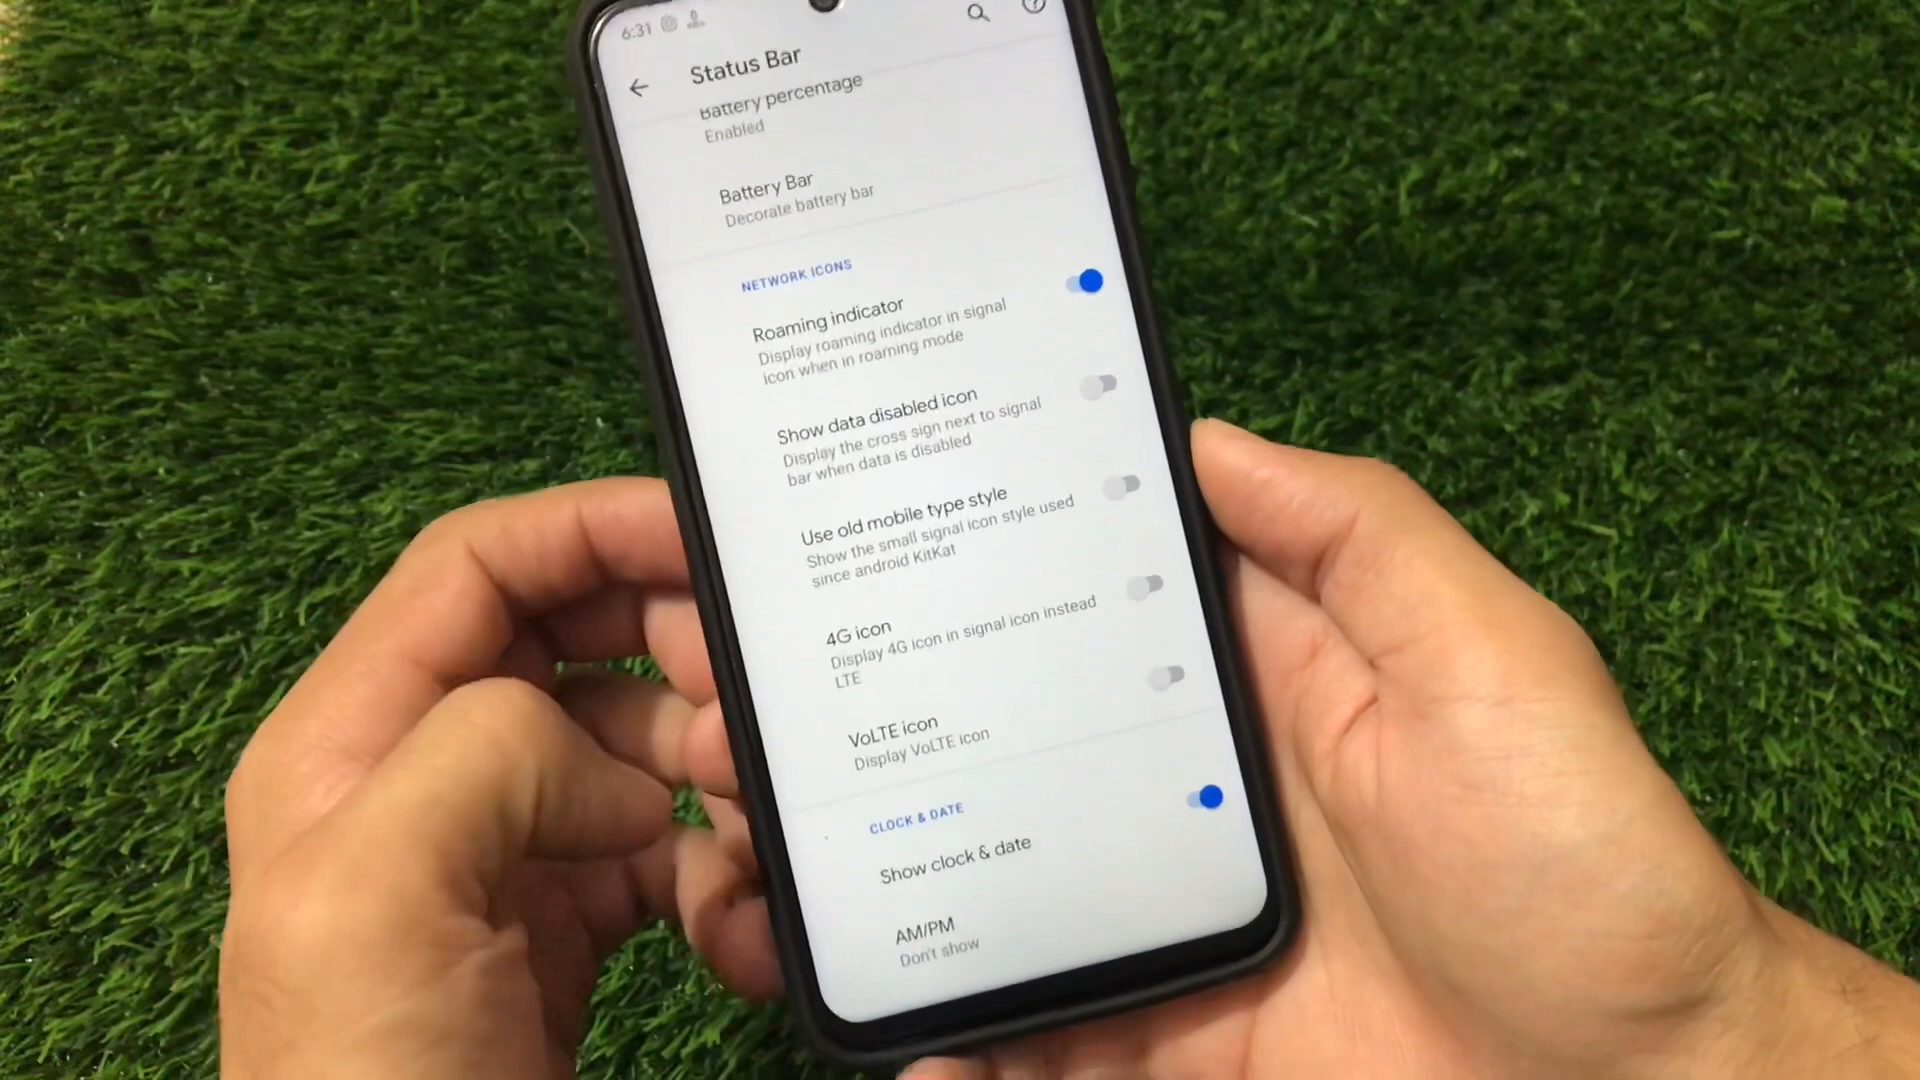 6:31
Status Bar
Battery percentage
Enabled
Battery Bar
Decorate battery bar
NETWORK ICONS
Roaming indicator
Display roaming indicator in signal
icon when in roaming mode
Show data disabled icon
Display the cross sign next to signal
bar when data is disabled
Use old mobile type style
Show the small signal icon style used
since android KitKat
4G icon
Display 4G icon in signal icon instead
LTE
VoLTE icon
Display VoLTE icon
CLOCK & DATE
Show clock & date
AM/PM
Don't show